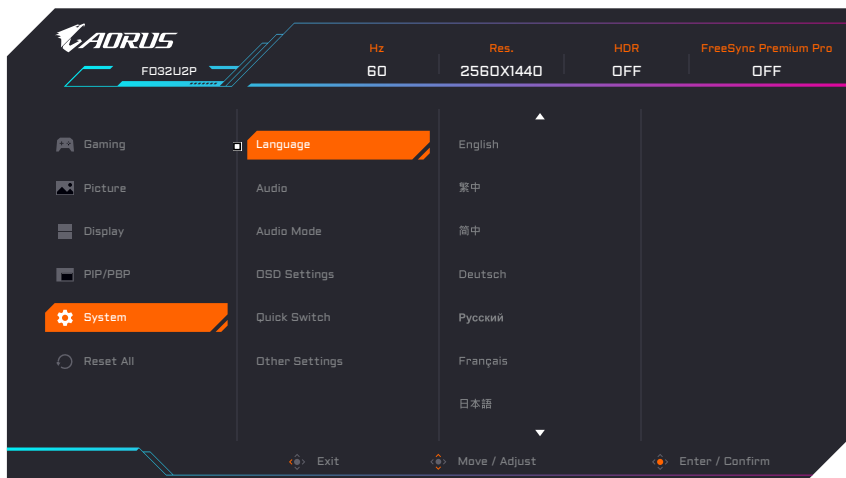 AORUS
FO32U2P
Hz
60
Res.
2560X1440
HDR
OFF
FreeSync Premium Pro
OFF
Gaming
Picture
Display
PIP/PBP
System
Reset All
Language
Audio
Audio Mode
OSD Settings
Quick Switch
Other Settings
English
繁中
简中
Deutsch
Русский
Français
日本語
Exit
Move / Adjust
Enter / Confirm